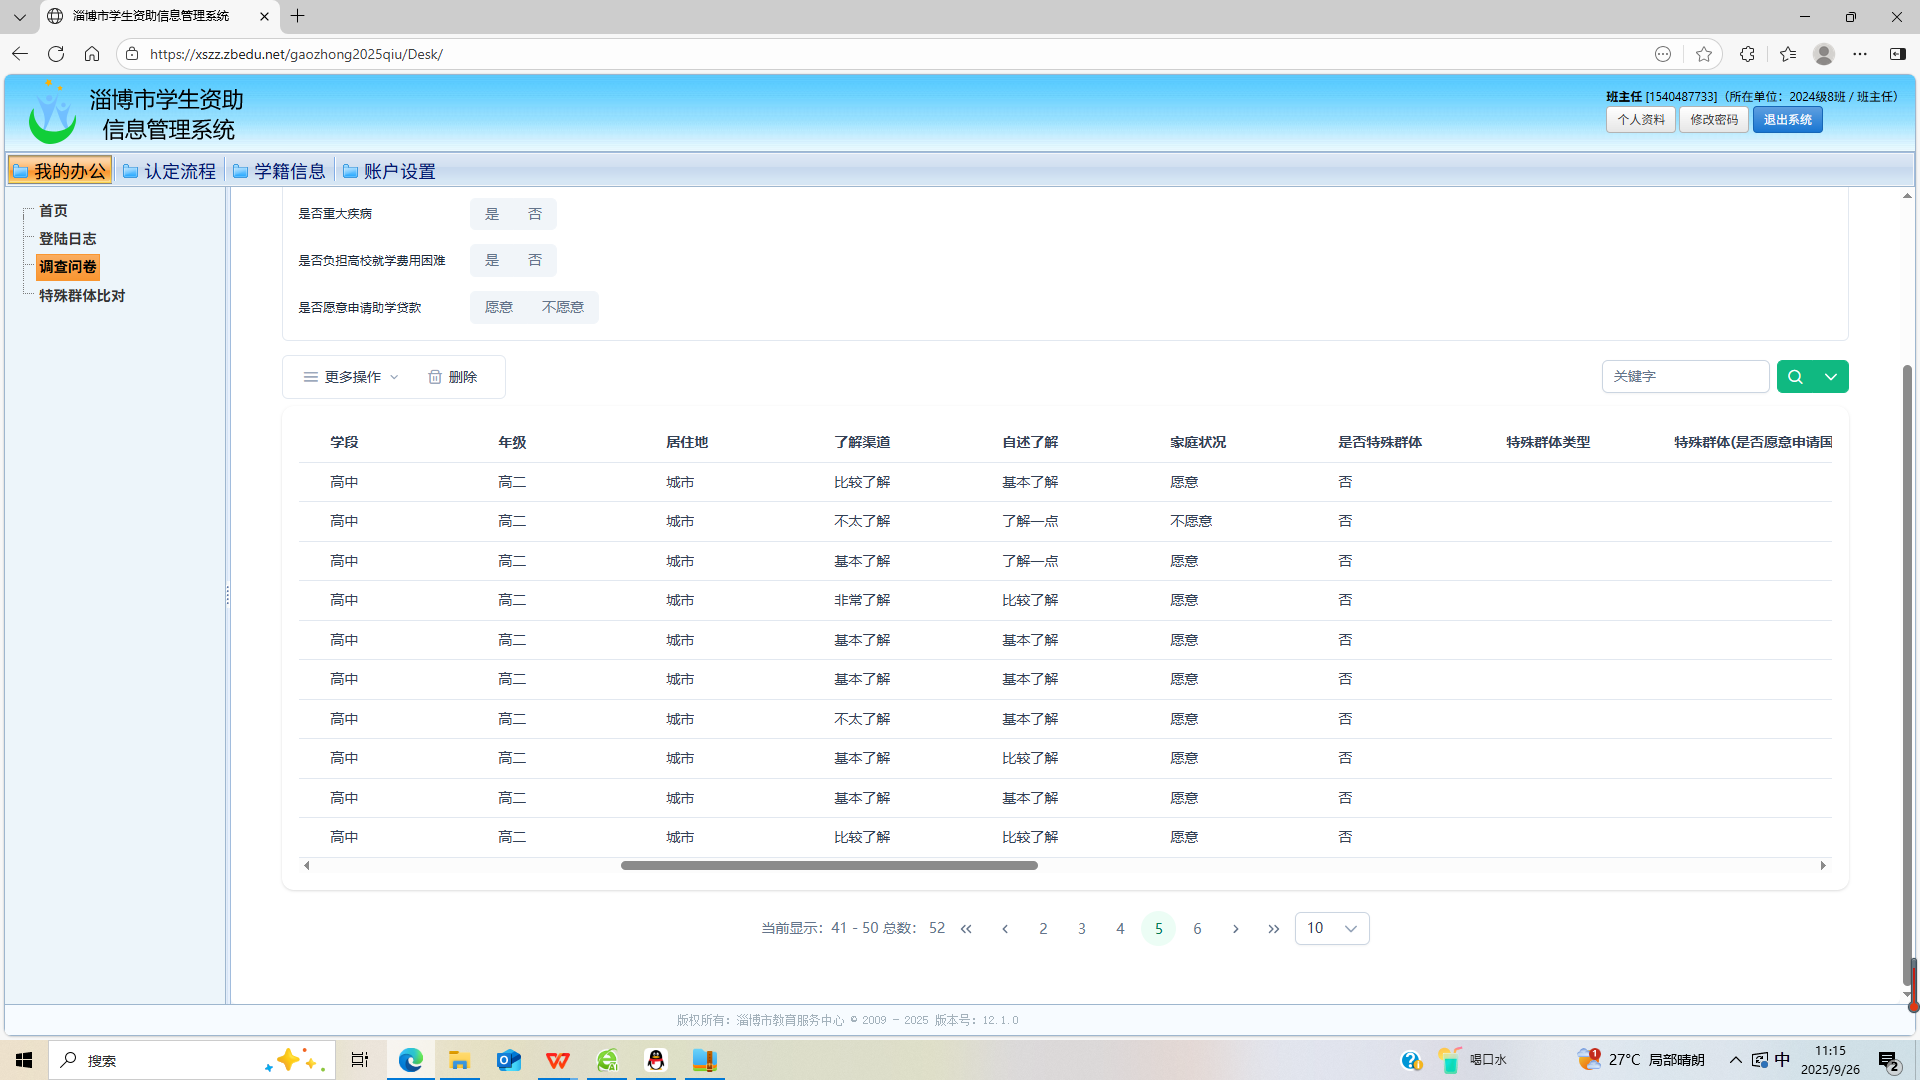 淄博市学生资助信息管理系统
https://xszz.zbedu.net/gaozhong2025qiu/Desk/
淄博市学生资助
信息管理系统
班主任 [1540487733]（所在单位：2024级8班 / 班主任）
个人资料 修改密码 退出系统
我的办公 认定流程 学籍信息 账户设置
首页
登陆日志
调查问卷
特殊群体比对
是否重大疾病 是 否
是否负担高校就学费用困难 是 否
是否愿意申请助学贷款 愿意 不愿意
更多操作 删除 关键字
学段 年级 居住地 了解渠道 自述了解 家庭状况 是否特殊群体 特殊群体类型 特殊群体(是否愿意申请国
高中 高二 城市 比较了解 基本了解 愿意 否
高中 高二 城市 不太了解 了解一点 不愿意 否
高中 高二 城市 基本了解 了解一点 愿意 否
高中 高二 城市 非常了解 比较了解 愿意 否
高中 高二 城市 基本了解 基本了解 愿意 否
高中 高二 城市 基本了解 基本了解 愿意 否
高中 高二 城市 不太了解 基本了解 愿意 否
高中 高二 城市 基本了解 比较了解 愿意 否
高中 高二 城市 基本了解 基本了解 愿意 否
高中 高二 城市 比较了解 比较了解 愿意 否
当前显示：41 - 50 总数： 52 « ‹ 2 3 4 5 6 › » 10
版权所有：淄博市教育服务中心 © 2009 - 2025 版本号：12.1.0
搜索 喝口水 1 27°C 局部晴朗 中 11:15 2
2025/9/26